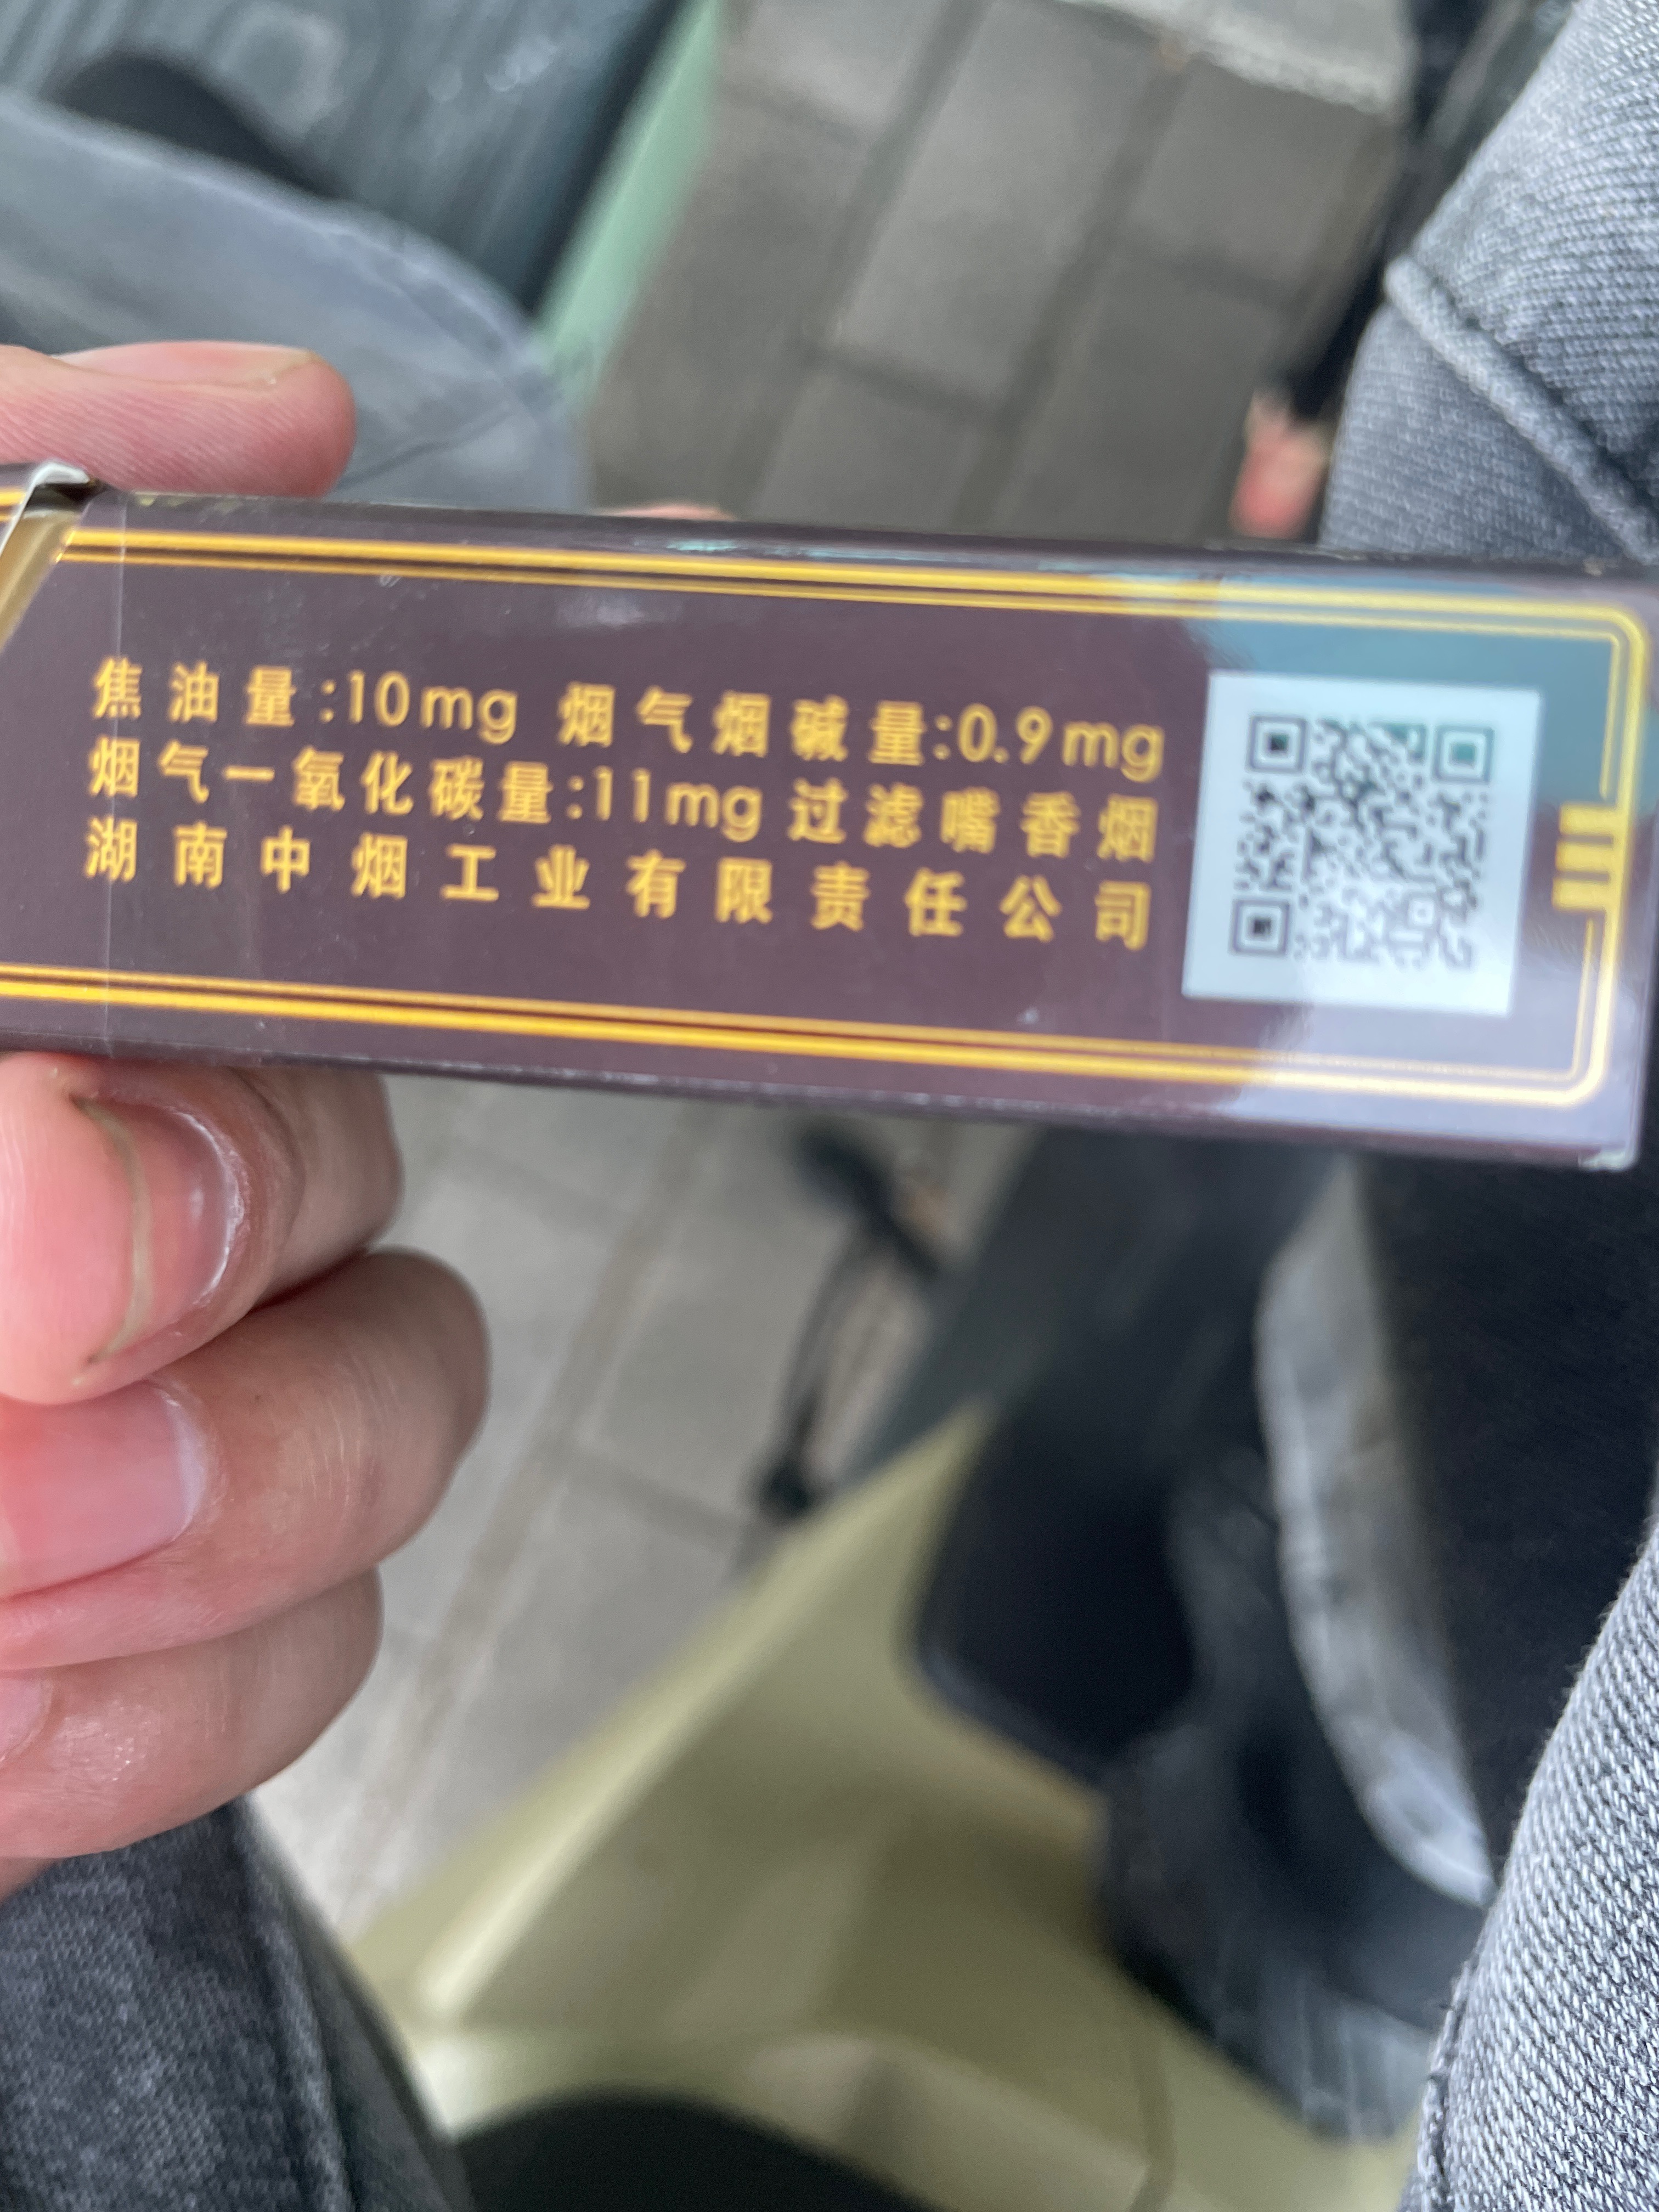 焦油量:10mg 烟气烟碱量:0.9mg
烟气一氧化碳量:11mg 过滤嘴香烟
湖南中烟工业有限责任公司